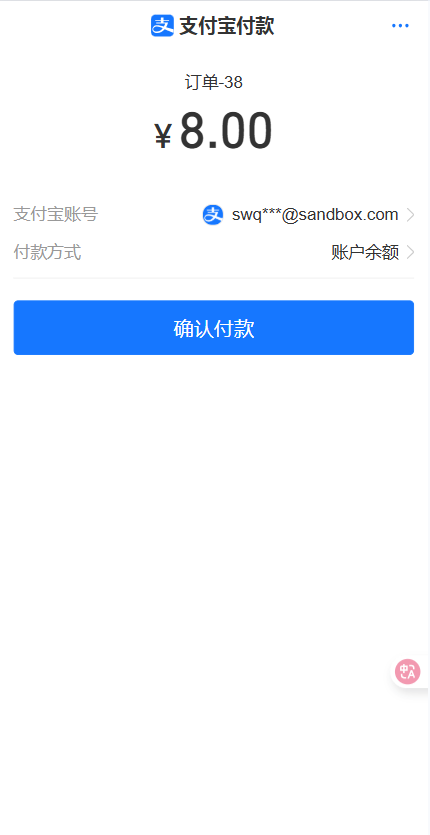 支付宝付款
订单-38
¥8.00
支付宝账号 swq***@sandbox.com
付款方式 账户余额
确认付款